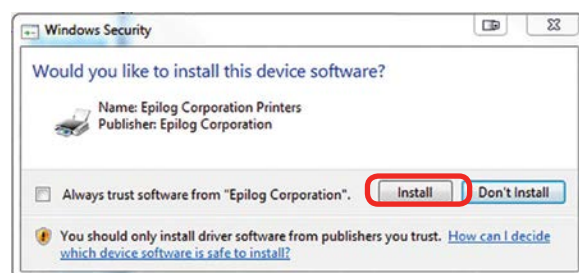 Windows Security
Would you like to install this device software?
Name: Epilog Corporation Printers
Publisher: Epilog Corporation
Always trust software from "Epilog Corporation".
Install
Don't Install
You should only install driver software from publishers you trust. How can I decide
which device software is safe to install?